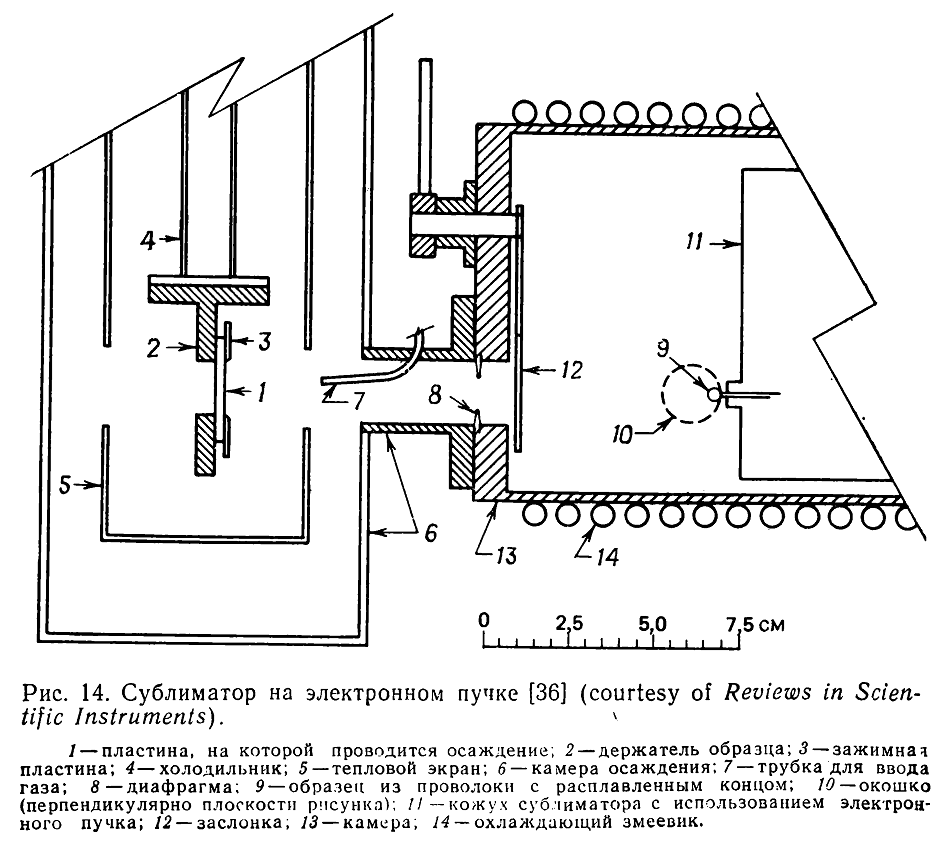 4
11
2
3
1
7
8
12
9
10
5
6
13
14
0 2,5 5,0 7,5 см
Рис. 14. Сублиматор на электронном пучке [36] (courtesy of Reviews in Scien-
tific Instruments).
1—пластина, на которой проводится осаждение; 2—держатель образца; 3—зажимная
пластина; 4—холодильник; 5—тепловой экран; 6—камера осаждения; 7—трубка для ввода
газа; 8—диафрагма; 9—образец из проволоки с расплавленным концом; 10—окошко
(перпендикулярно плоскости рисунка); 11—кожух сублиматора с использованием электрон-
ного пучка; 12—заслонка; 13—камера; 14—охлаждающий змеевик.